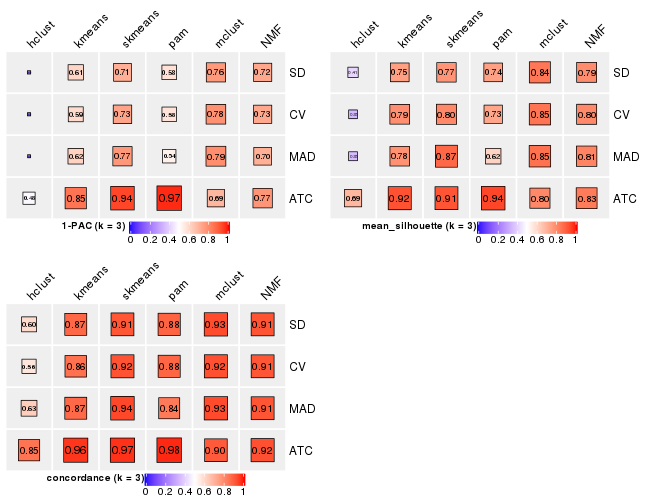 hclust kmeans skmeans pam mclust NMF
0.61 0.71 0.58 0.76 0.72 SD
0.59 0.73 0.73 CV
0.78
0.62 0.77 0.54 0.79 0.70 MAD
0.48 0.85 0.94 0.97 0.69 0.77 ATC
1-PAC (k = 3)
0 0.2 0.4 0.6 0.8 1
hclust kmeans skmeans pam mclust NMF
0.75 0.77 0.74 0.84 0.79 SD
0.79 0.80 0.73 0.85 0.80 CV
0.78 0.87 0.62 0.85 0.81 MAD
0.69 0.92 0.91 0.94 0.80 0.83 ATC
mean_silhouette (k = 3)
0 0.2 0.4 0.6 0.8 1
hclust kmeans skmeans pam mclust NMF
0.60 0.87 0.91 0.88 0.93 0.91 SD
0.56 0.86 0.92 0.88 0.92 0.91 CV
0.63 0.87 0.94 0.84 0.93 0.91 MAD
0.85 0.96 0.97 0.98 0.90 0.92 ATC
concordance (k = 3)
0 0.2 0.4 0.6 0.8 1